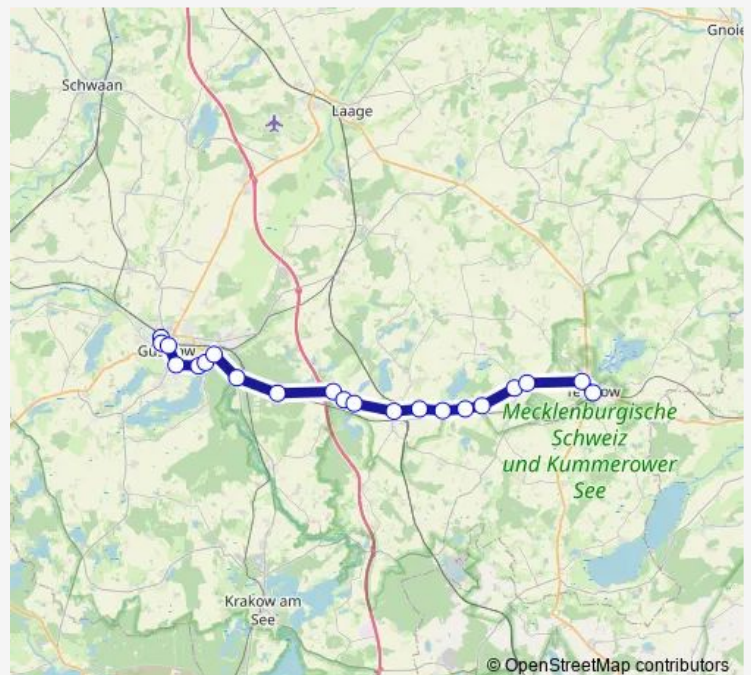 Gnoie
Schwaan
Laage
Mecklenburgische
Schweiz
und Kummerower
See
Krakow am
See
© OpenStreetMap contributors